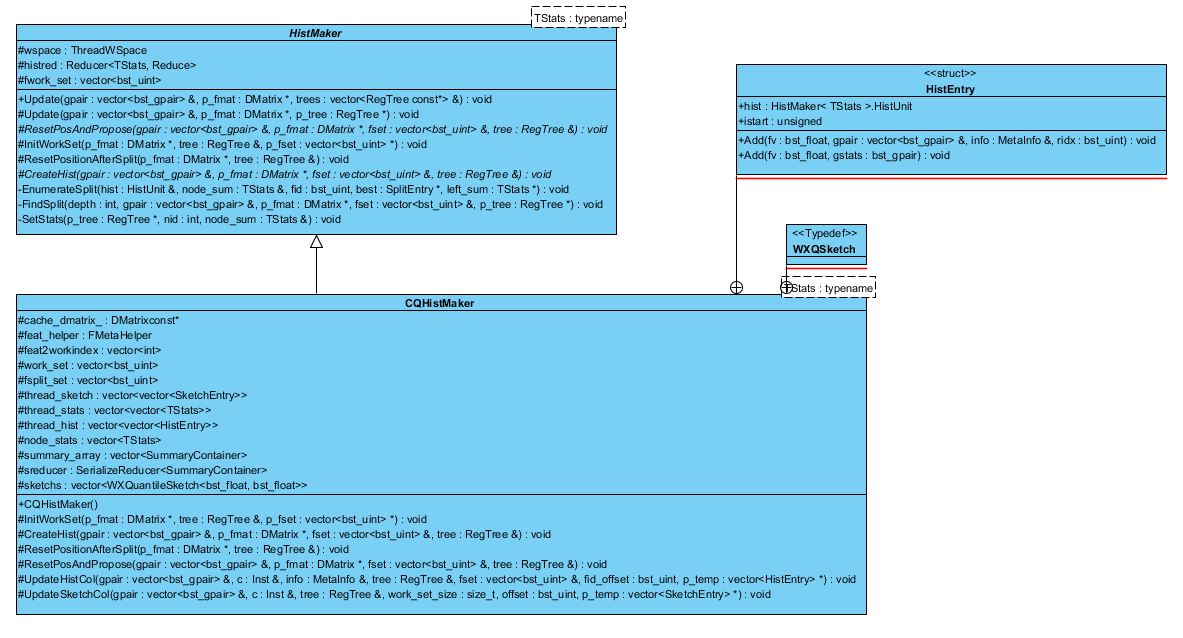 TStats : typename
HistMaker
#wspace : ThreadWSpace
#histred : Reducer<TStats, Reduce>
#fwork_set : vector<bst_uint>
+Update(gpair : vector<bst_gpair> &, p_fmat : DMatrix *, trees : vector<RegTree const*> &) : void
#Update(gpair : vector<bst_gpair> &, p_fmat : DMatrix *, p_tree : RegTree *) : void
#ResetPosAndPropose(gpair : vector<bst_gpair> &, p_fmat : DMatrix *, fset : vector<bst_uint> &, tree : RegTree &) : void
#InitWorkSet(p_fmat : DMatrix *, tree : RegTree &, p_fset : vector<bst_uint> *) : void
#ResetPositionAfterSplit(p_fmat : DMatrix *, tree : RegTree &) : void
#CreateHist(gpair : vector<bst_gpair> &, p_fmat : DMatrix *, fset : vector<bst_uint> &, tree : RegTree &) : void
-EnumerateSplit(hist : HistUnit &, node_sum : TStats &, fid : bst_uint, best : SplitEntry *, left_sum : TStats *) : void
-FindSplit(depth : int, gpair : vector<bst_gpair> &, p_fmat : DMatrix *, fset : vector<bst_uint> &, p_tree : RegTree *) : void
-SetStats(p_tree : RegTree *, nid : int, node_sum : TStats &) : void
<<struct>>
HistEntry
+hist : HistMaker< TStats >.HistUnit
+istart : unsigned
+Add(fv : bst_float, gpair : vector<bst_gpair> &, info : MetaInfo &, ridx : bst_uint) : void
+Add(fv : bst_float, gstats : bst_gpair) : void
<<Typedef>>
WXQSketch
TStats : typename
CQHistMaker
#cache_dmatrix_ : DMatrixconst*
#feat_helper : FMetaHelper
#feat2workindex : vector<int>
#work_set : vector<bst_uint>
#fsplit_set : vector<bst_uint>
#thread_sketch : vector<vector<SketchEntry>>
#thread_stats : vector<vector<TStats>>
#thread_hist : vector<vector<HistEntry>>
#node_stats : vector<TStats>
#summary_array : vector<SummaryContainer>
#sreducer : SerializeReducer<SummaryContainer>
#sketchs : vector<WXQuantileSketch<bst_float, bst_float>>
+CQHistMaker()
#InitWorkSet(p_fmat : DMatrix *, tree : RegTree &, p_fset : vector<bst_uint> *) : void
#CreateHist(gpair : vector<bst_gpair> &, p_fmat : DMatrix *, fset : vector<bst_uint> &, tree : RegTree &) : void
#ResetPositionAfterSplit(p_fmat : DMatrix *, tree : RegTree &) : void
#ResetPosAndPropose(gpair : vector<bst_gpair> &, p_fmat : DMatrix *, fset : vector<bst_uint> &, tree : RegTree &) : void
#UpdateHistCol(gpair : vector<bst_gpair> &, c : Inst &, info : MetaInfo &, tree : RegTree &, fset : vector<bst_uint> &, fid_offset : bst_uint, p_temp : vector<HistEntry> *) : void
#UpdateSketchCol(gpair : vector<bst_gpair> &, c : Inst &, tree : RegTree &, work_set_size : size_t, offset : bst_uint, p_temp : vector<SketchEntry> *) : void